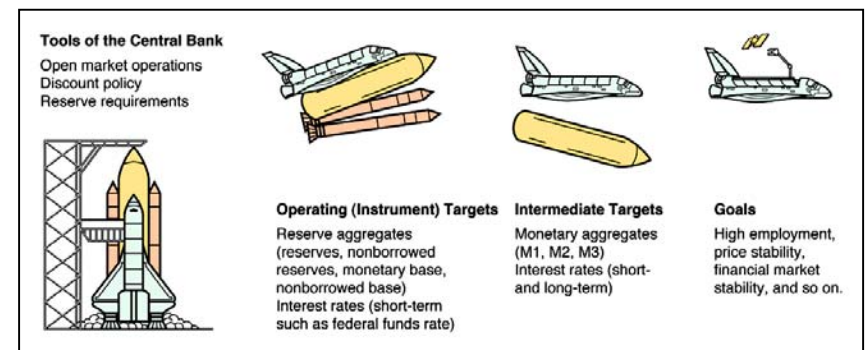 Tools of the Central Bank
Open market operations
Discount policy
Reserve requirements
Operating (Instrument) Targets
Reserve aggregates
(reserves, nonborrowed
reserves, monetary base,
nonborrowed base)
Interest rates (short-term
such as federal funds rate)
Intermediate Targets
Monetary aggregates
(M1, M2, M3)
Interest rates (short-
and long-term)
Goals
High employment,
price stability,
financial market
stability, and so on.